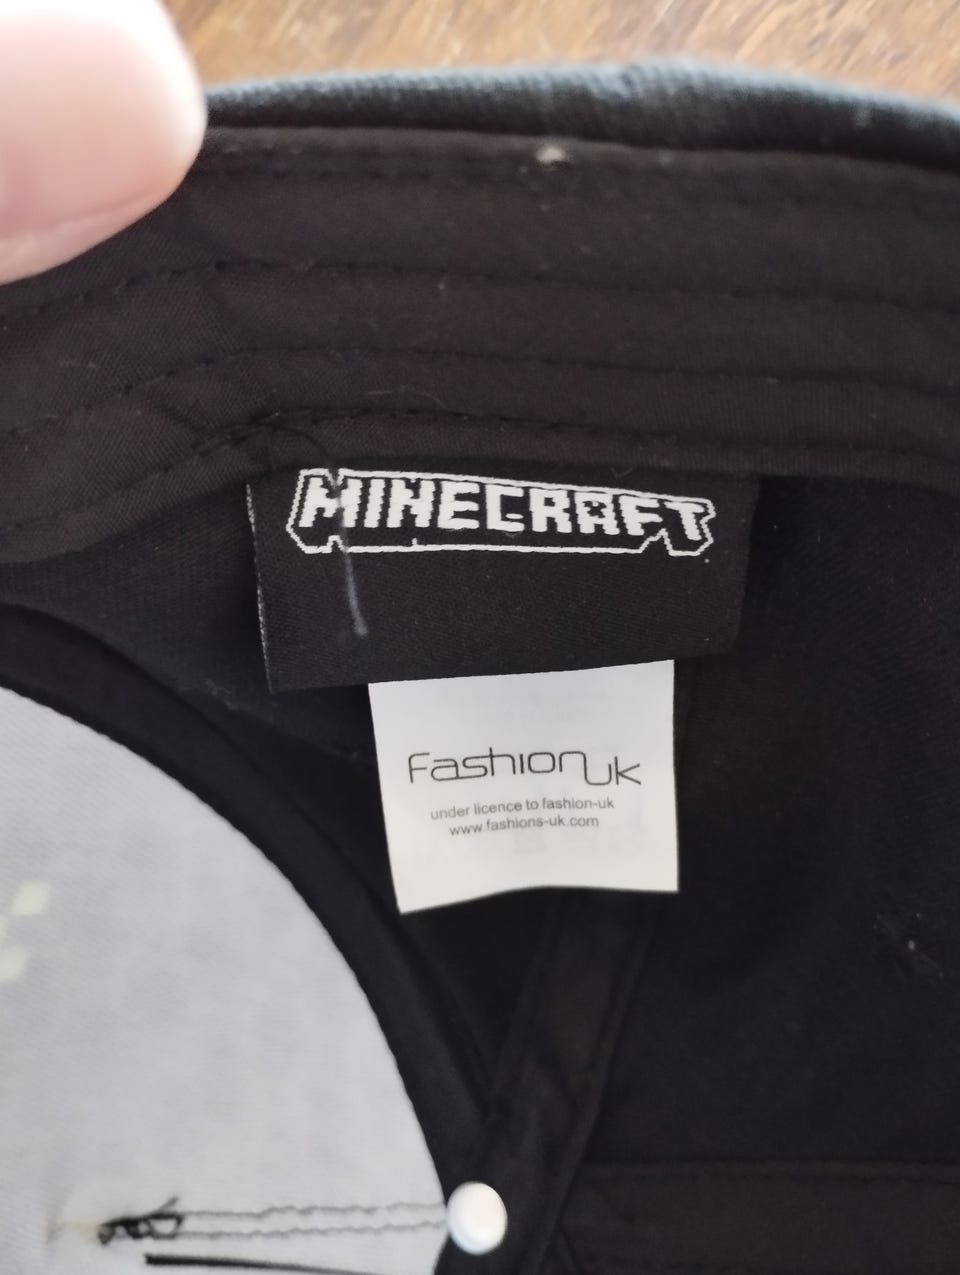 MINECRAFT
Fashion UK
under licence to fashion-uk
www.fashions-uk.com